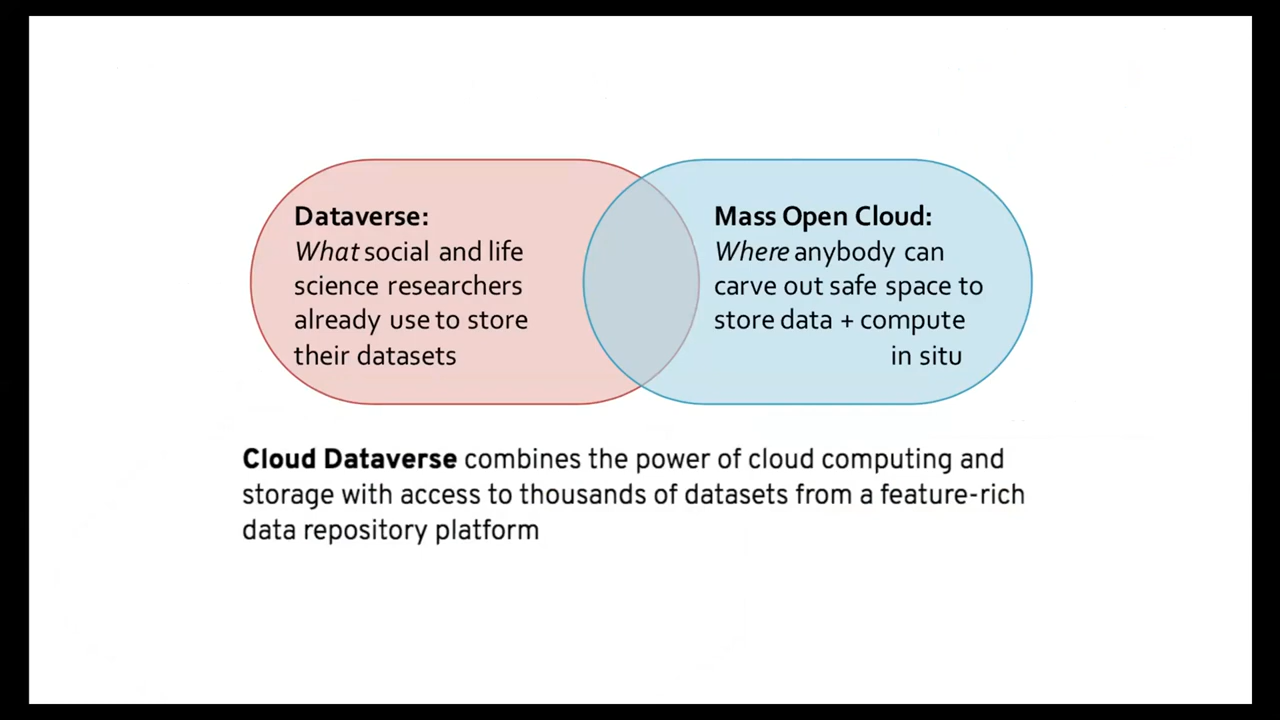 Dataverse:
What social and life
science researchers
already use to store
their datasets
Mass Open Cloud:
Where anybody can
carve out safe space to
store data + compute
in situ
Cloud Dataverse combines the power of cloud computing and
storage with access to thousands of datasets from a feature-rich
data repository platform